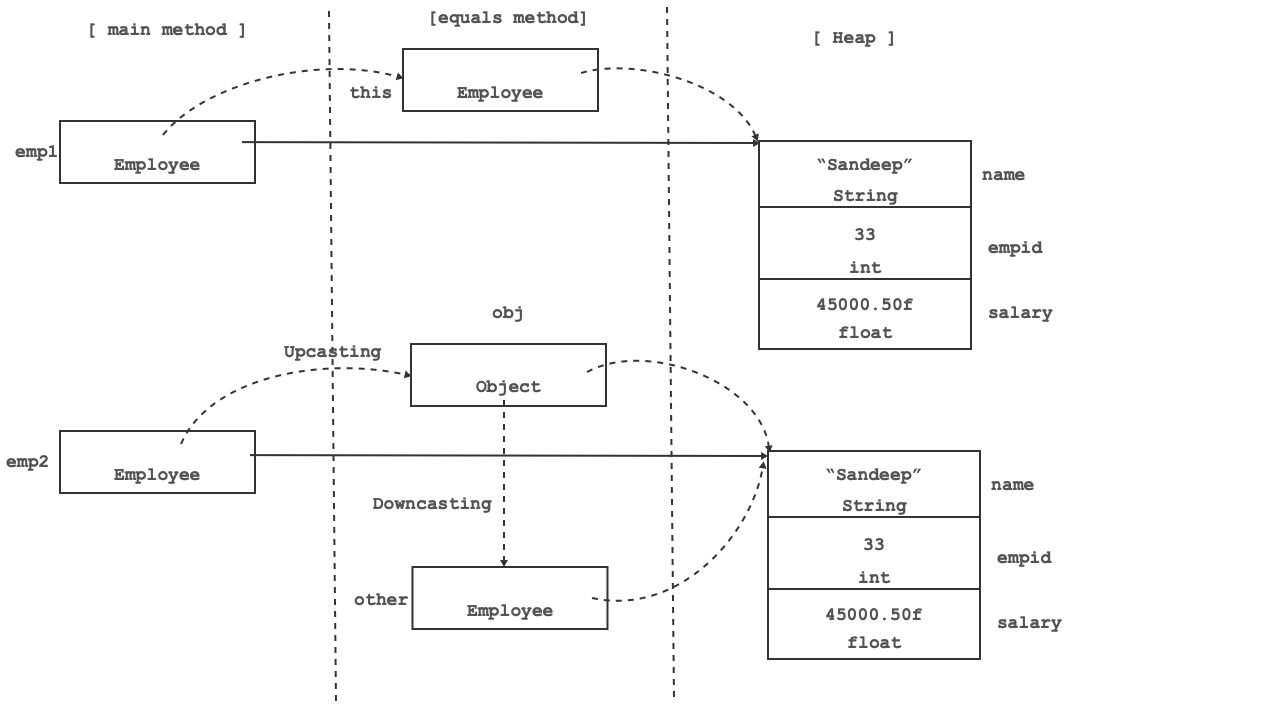 [ main method ]
[equals method]
[ Heap ]
this
Employee
emp1
Employee
“Sandeep”
String
name
33
int
empid
45000.50f
float
salary
obj
Upcasting
Object
emp2
Employee
“Sandeep”
String
name
Downcasting
33
int
empid
other
Employee
45000.50f
float
salary